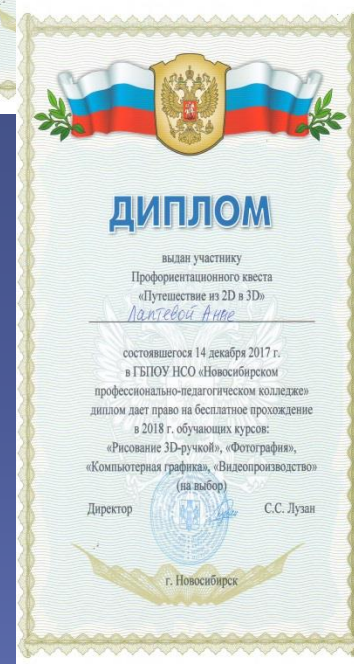 ДИПЛОМ
выдан участнику
Профориентационного квеста
«Путешествие из 2D в 3D»
Лаптевой Анне
состоявшегося 14 декабря 2017 г.
в ГБПОУ НСО «Новосибирском
профессионально-педагогическом колледже»
диплом дает право на бесплатное прохождение
в 2018 г. обучающих курсов:
«Рисование 3D-ручкой», «Фотография»,
«Компьютерная графика», «Видеопроизводство»
(на выбор)
Директор С.С. Лузан
г. Новосибирск